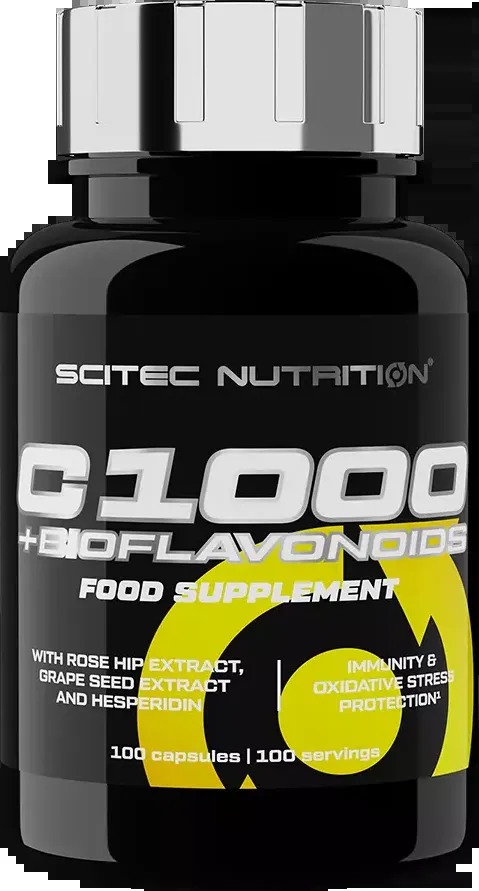 SCITEC NUTRITION®
C1000
+BIOFLAVONOIDS
FOOD SUPPLEMENT
WITH ROSE HIP EXTRACT,
GRAPE SEED EXTRACT
AND HESPERIDIN
IMMUNITY &
OXIDATIVE STRESS
PROTECTION¹
100 capsules | 100 servings